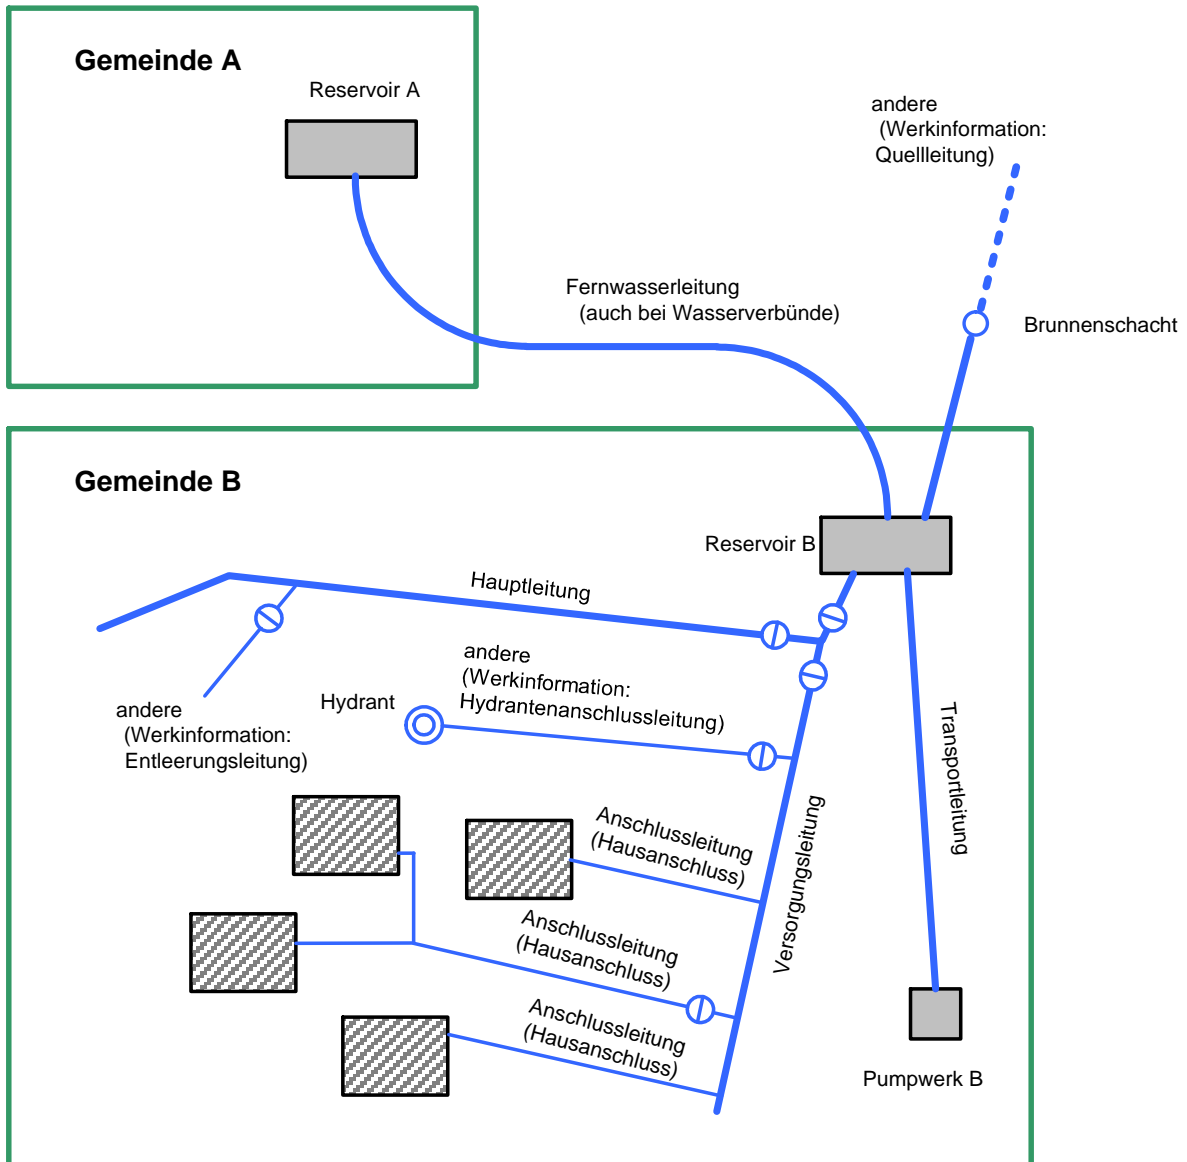 Gemeinde A
Reservoir A
andere
(Werkinformation:
Quellleitung)
Fernwasserleitung
(auch bei Wasserverbünde)
Brunnenschacht
Gemeinde B
Reservoir B
Hauptleitung
andere
(Werkinformation:
Hydrantenanschlussleitung)
Hydrant
andere
(Werkinformation:
Entleerungsleitung)
Transportleitung
Versorgungsleitung
Anschlussleitung
(Hausanschluss)
Anschlussleitung
(Hausanschluss)
Anschlussleitung
(Hausanschluss)
Pumpwerk B